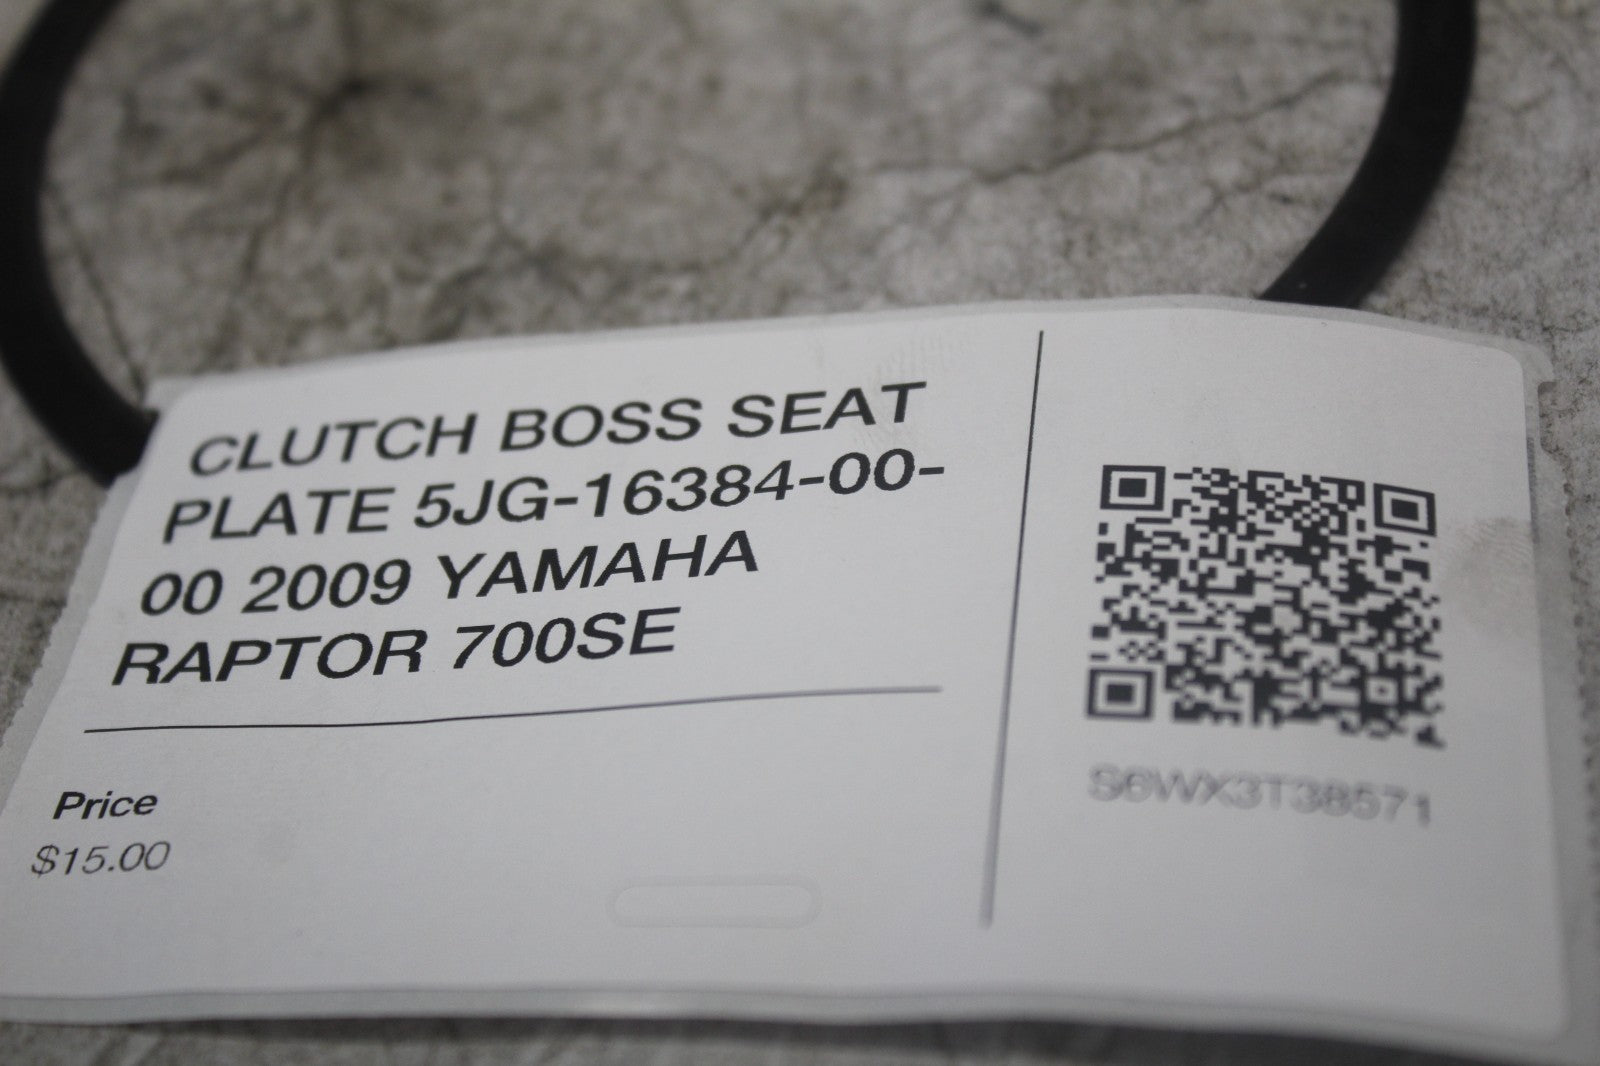 CLUTCH BOSS SEAT
PLATE 5JG-16384-00-
00 2009 YAMAHA
RAPTOR 700SE
Price
$15.00
S6WX3T38571